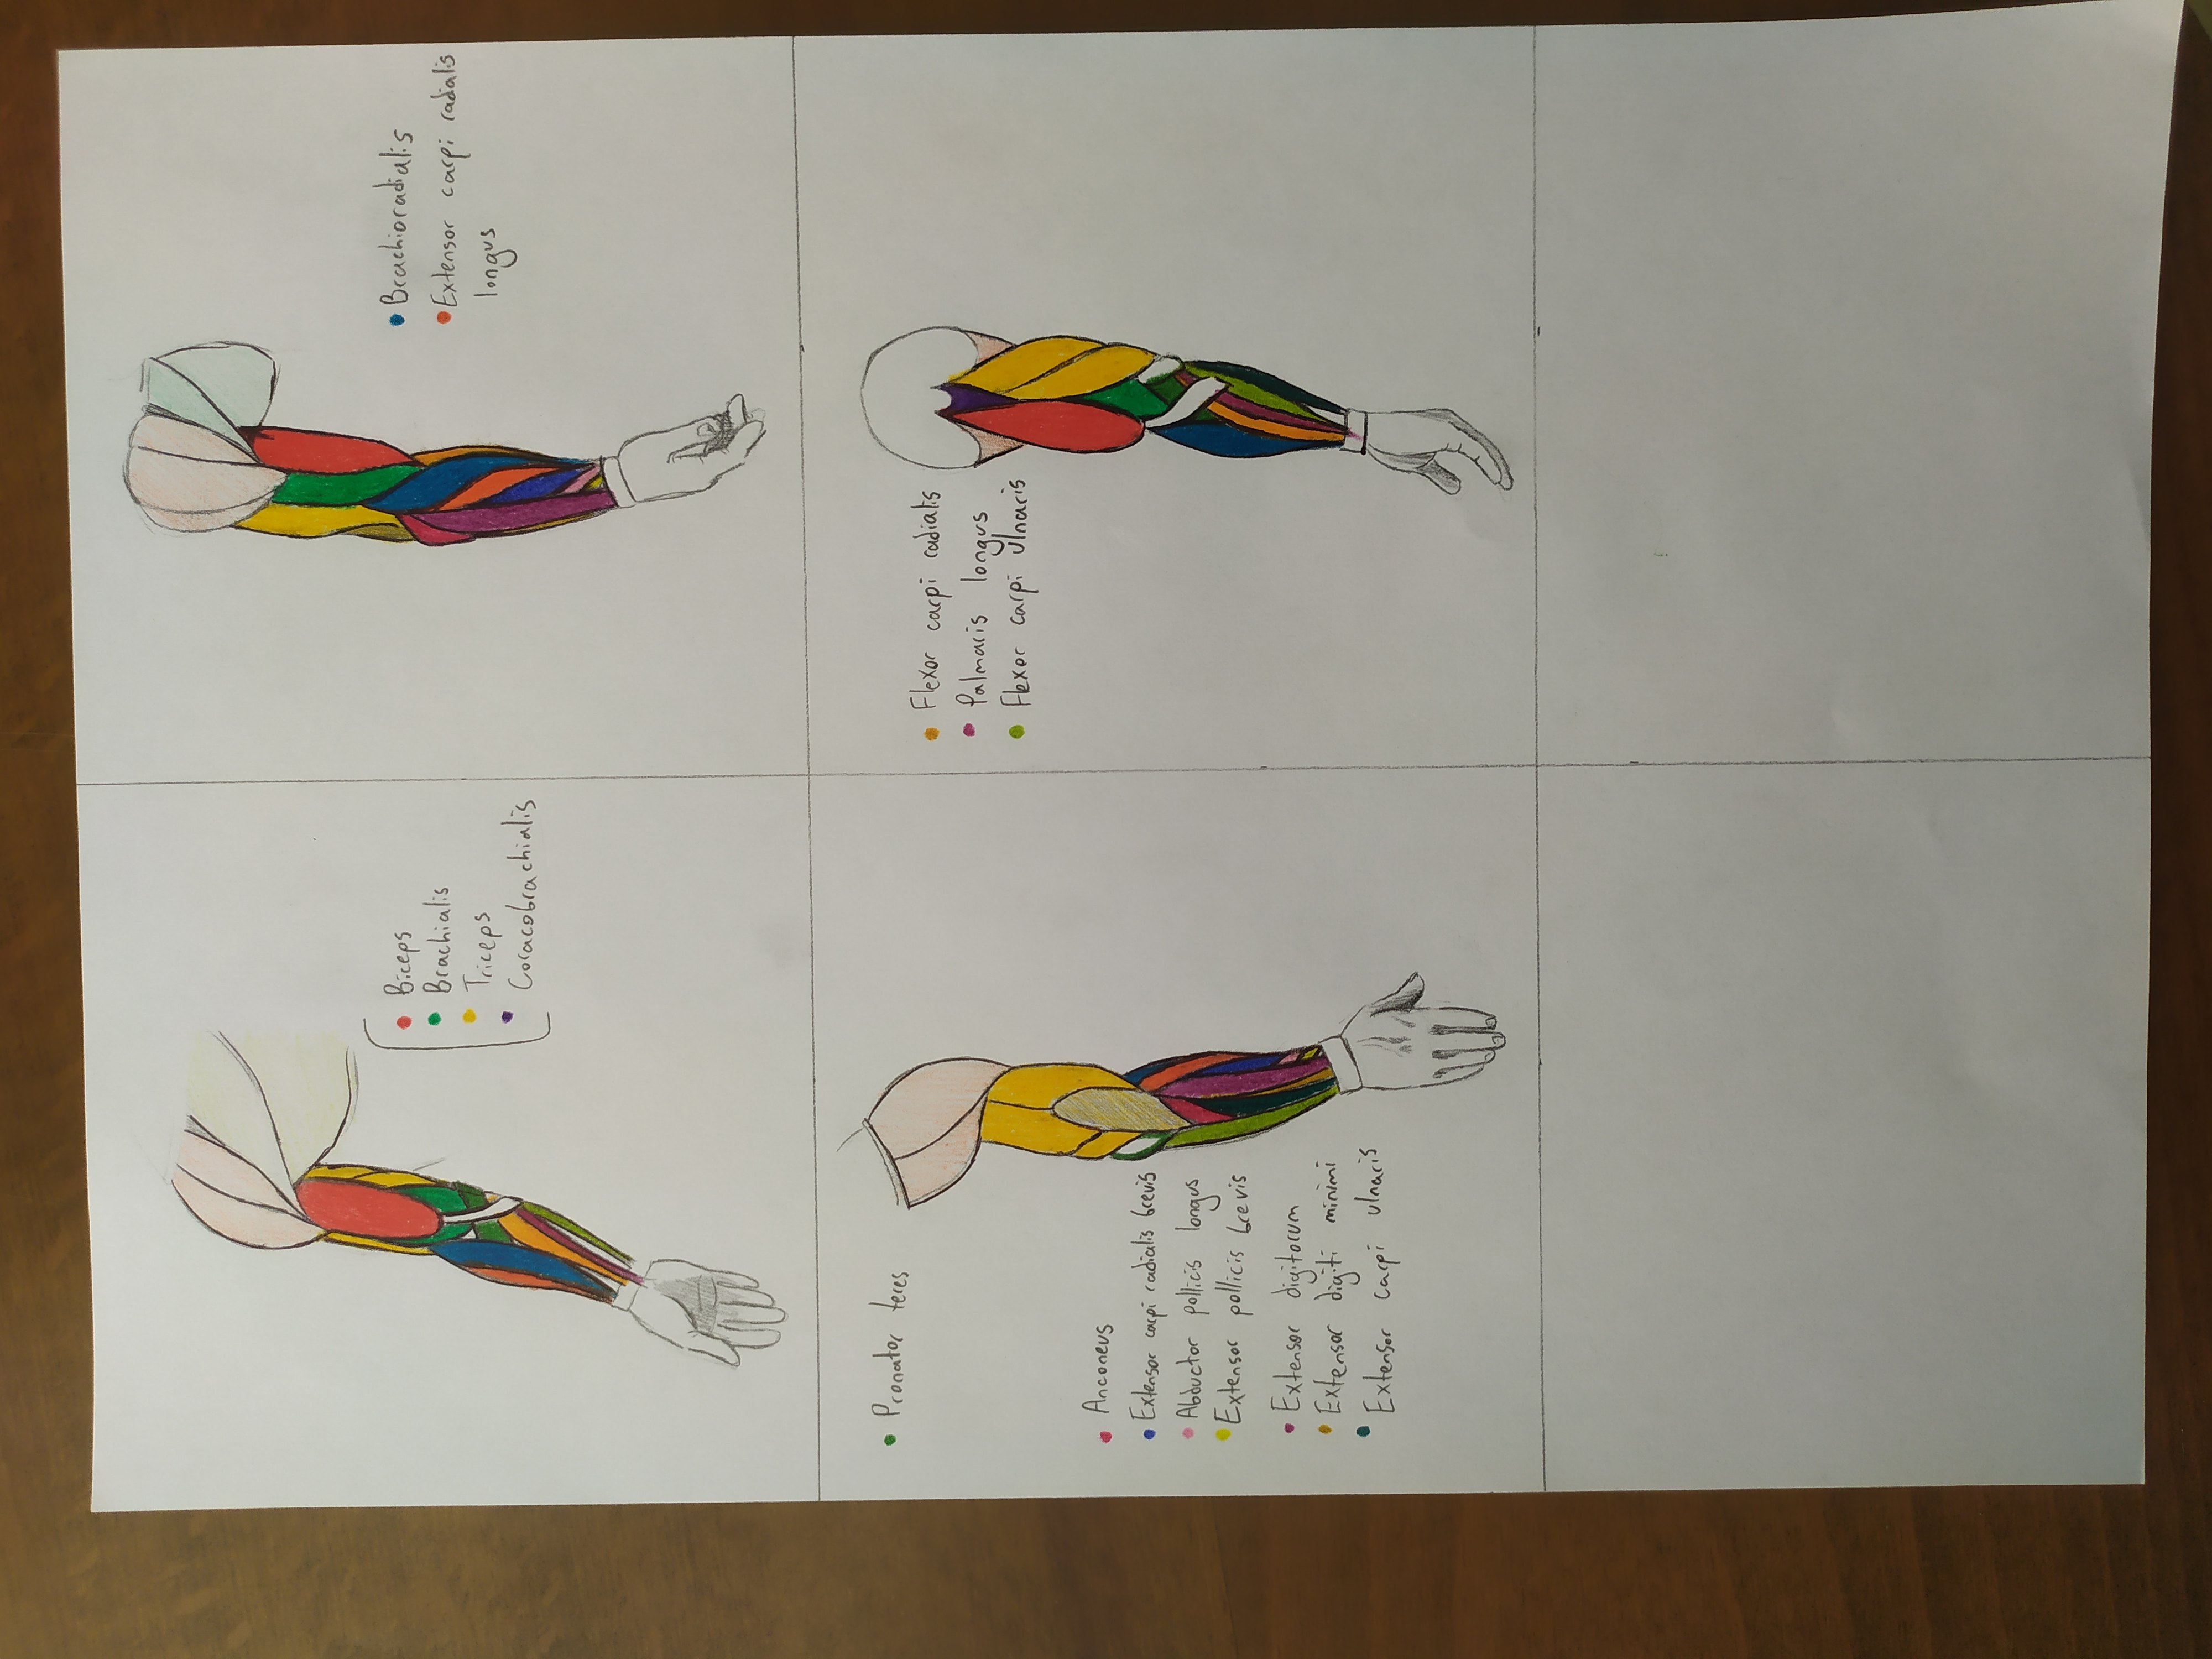 Biceps
Brachialis
Triceps
Coracobrachialis
Brachioradialis
Extensor carpi radialis
longus
Pronator teres
Anconeus
Extensor carpi radialis brevis
Abductor pollicis longus
Extensor pollicis brevis
Extensor digitorum
Extensor digiti minimi
Extensor carpi ulnaris
Flexor carpi radialis
Palmaris longus
Flexor carpi ulnaris